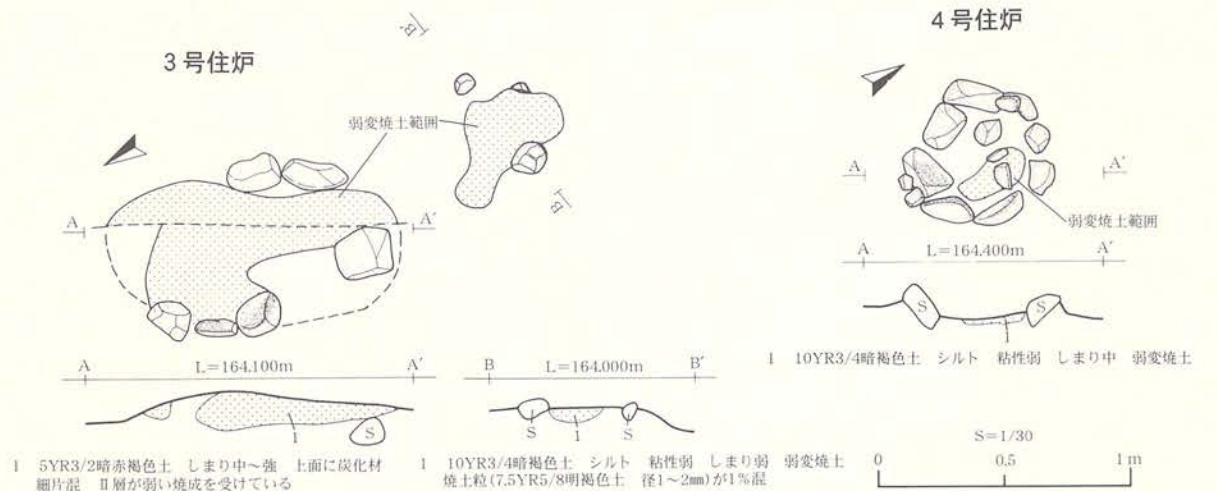 3号住炉
4号住炉
B'
弱変焼土範囲
A
A'
B
A
A'
弱変焼土範囲
A
L=164.400m
A'
S
S
1
1 10YR3/4暗褐色土 シルト 粘性弱 しまり中 弱変焼土
A
L=164.100m
A'
B
L=164.000m
B'
1
S
S
1
S
1 5YR3/2暗赤褐色土 しまり中~強 上面に炭化材
細片混 Ⅱ層が弱い焼成を受けている
1 10YR3/4暗褐色土 シルト 粘性弱 しまり弱 弱変焼土
焼土粒(7.5YR5/8明褐色土 径1~2mm)が1%混
S=1/30
0 0.5 1m